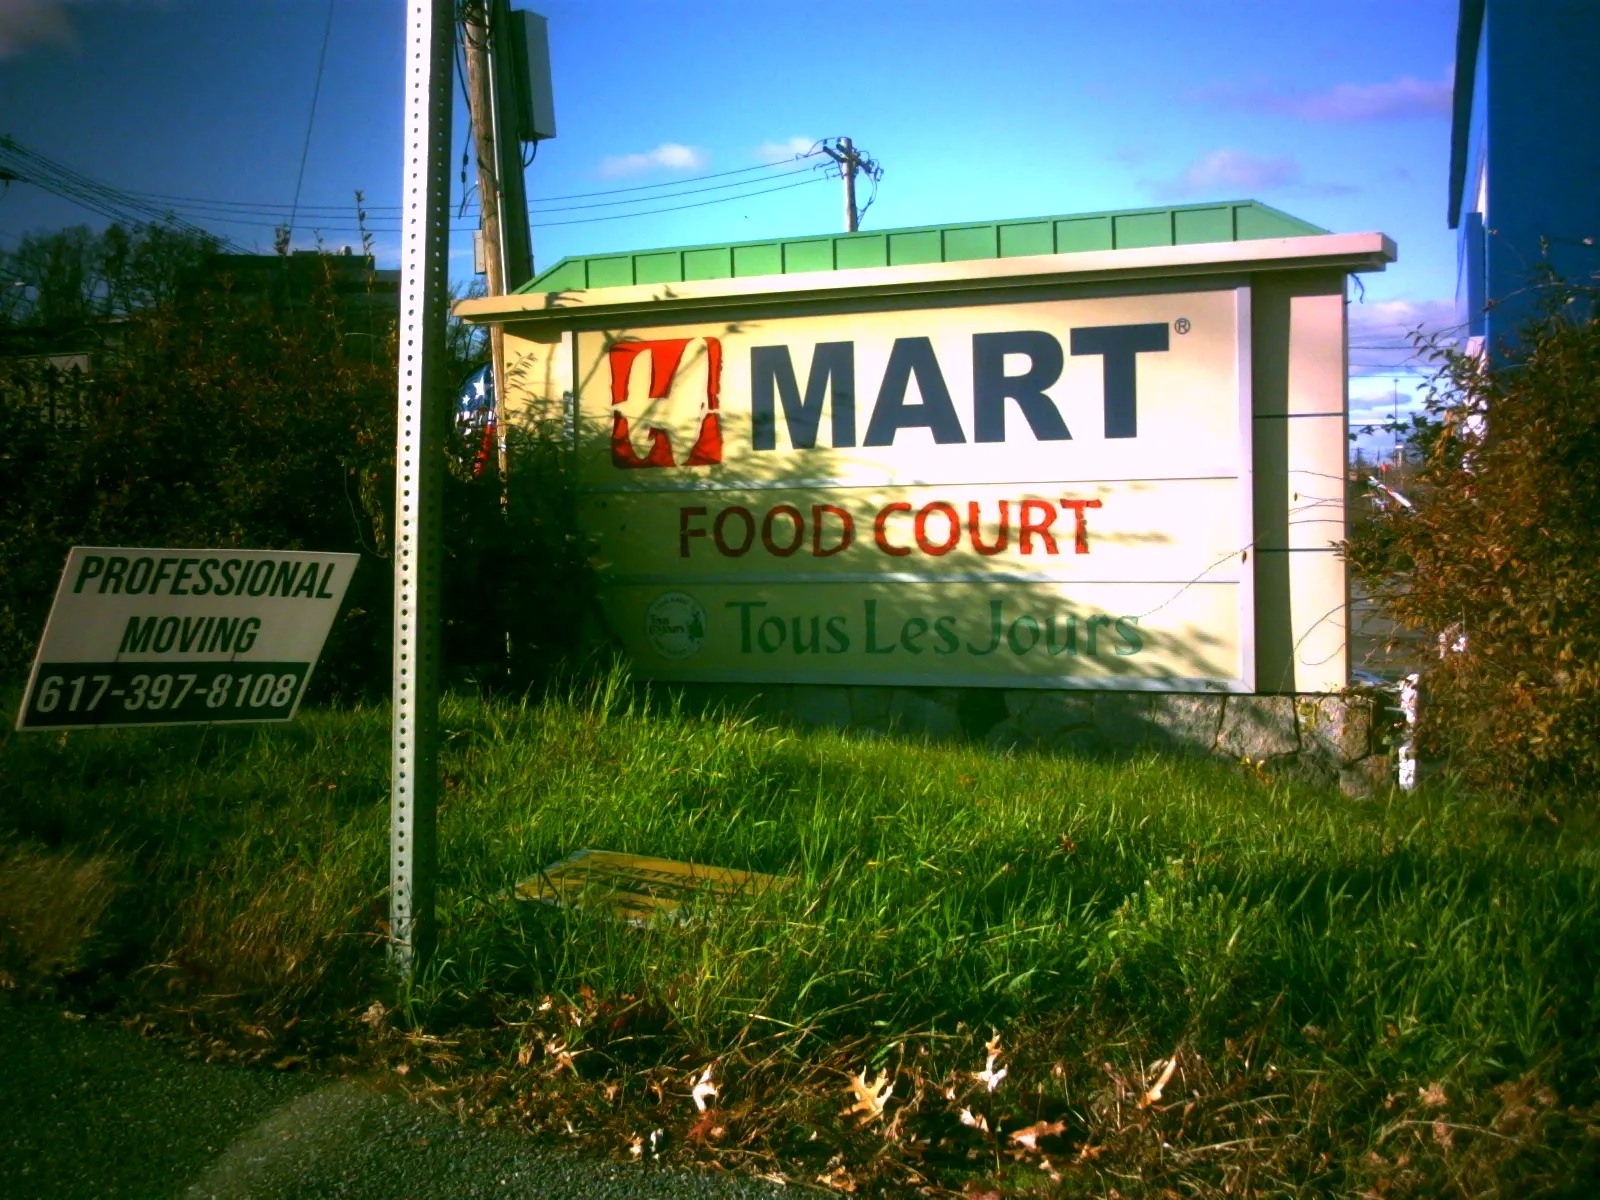 H MART®
FOOD COURT
Tous Les Jours
PROFESSIONAL
MOVING
617-397-8108